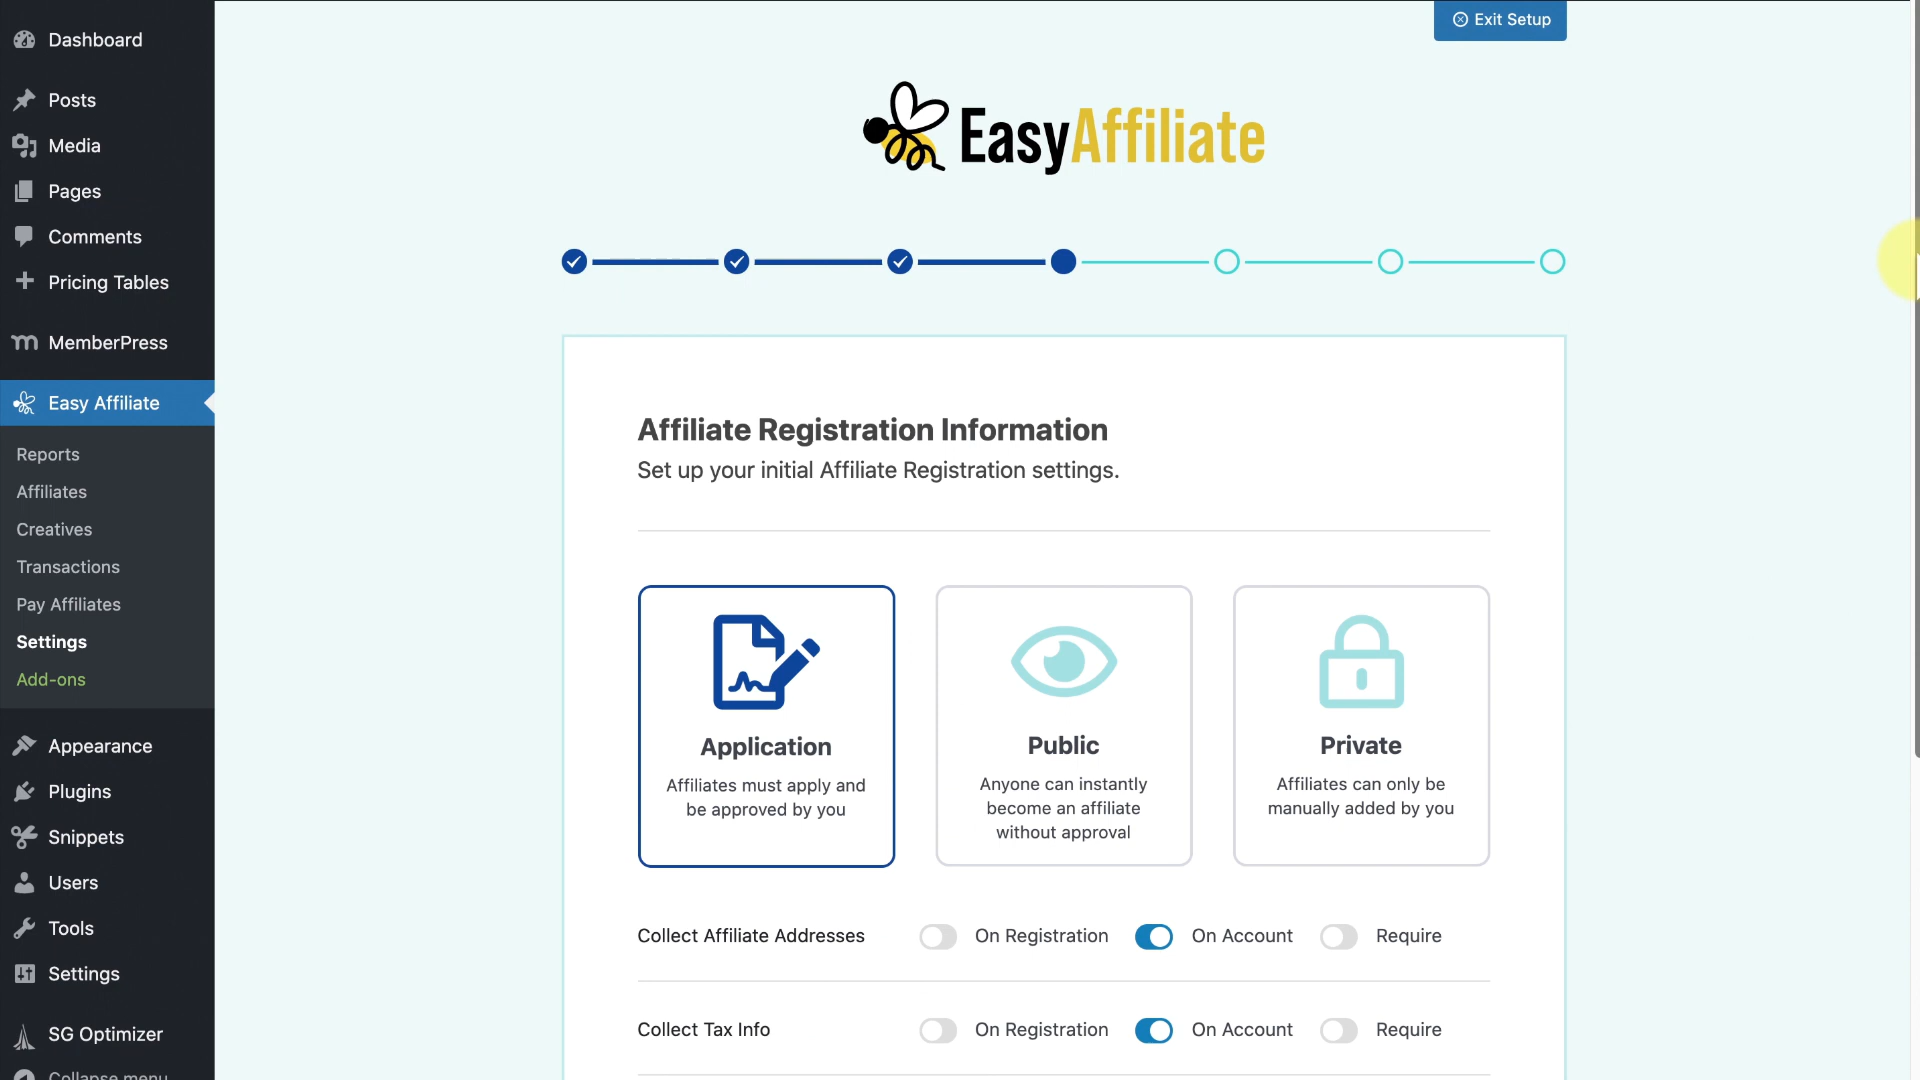 Dashboard
Posts
Media
Pages
Comments
Pricing Tables
MemberPress
Easy Affiliate
Reports
Affiliates
Creatives
Transactions
Pay Affiliates
Settings
Add-ons
Appearance
Plugins
Snippets
Users
Tools
Settings
SG Optimizer
Collapse menu
Exit Setup
EasyAffiliate
Affiliate Registration Information
Set up your initial Affiliate Registration settings.
Application
Affiliates must apply and
be approved by you
Public
Anyone can instantly
become an affiliate
without approval
Private
Affiliates can only be
manually added by you
Collect Affiliate Addresses On Registration On Account Require
Collect Tax Info On Registration On Account Require